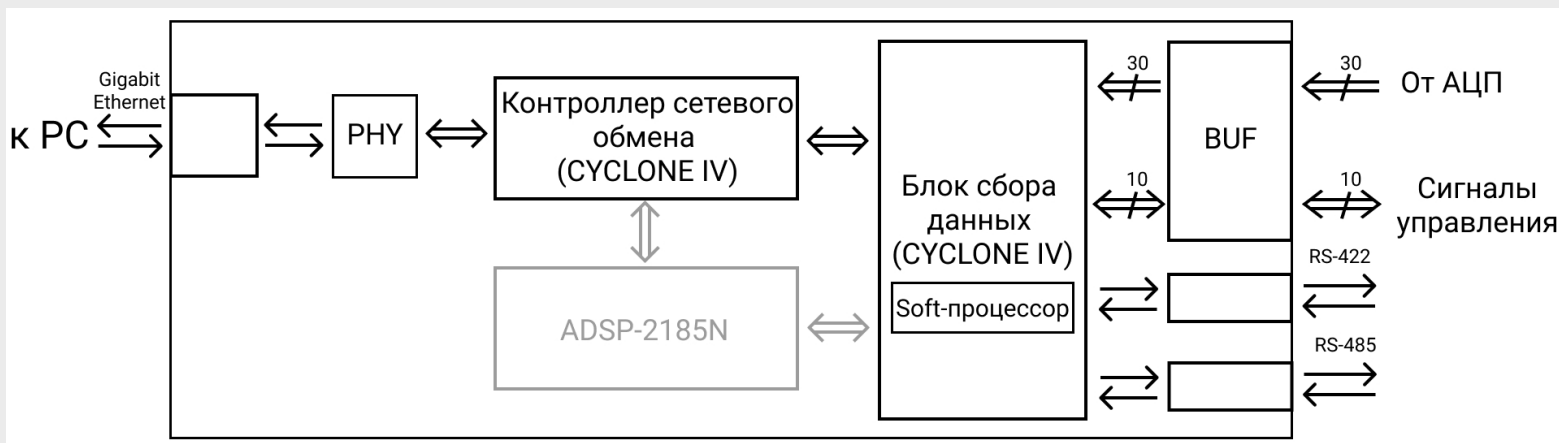 Gigabit
Ethernet
к PC
PHY
Контроллер сетевого
обмена
(CYCLONE IV)
ADSP-2185N
Блок сбора
данных
(CYCLONE IV)
Soft-процессор
30
10
BUF
30
От АЦП
10
Сигналы
управления
RS-422
RS-485